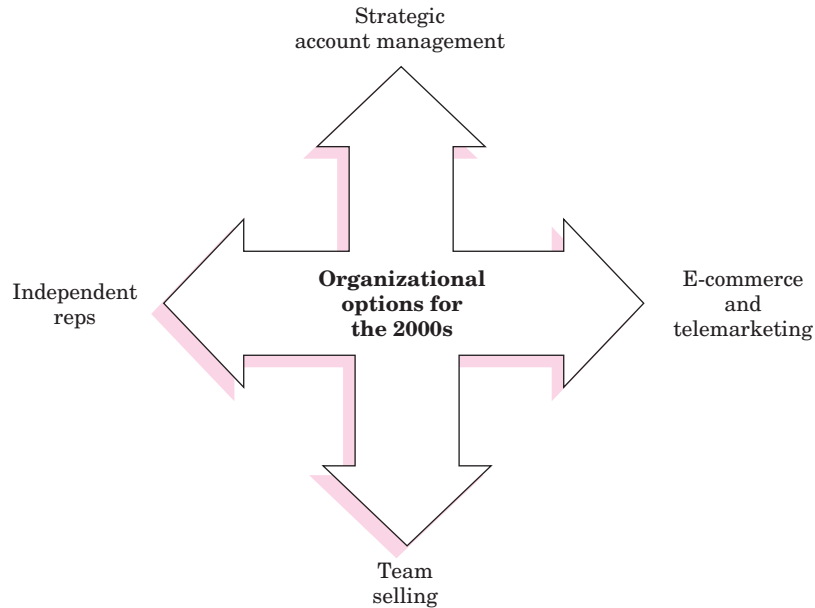 Strategic
account management
Independent
reps
Organizational
options for
the 2000s
E-commerce
and
telemarketing
Team
selling